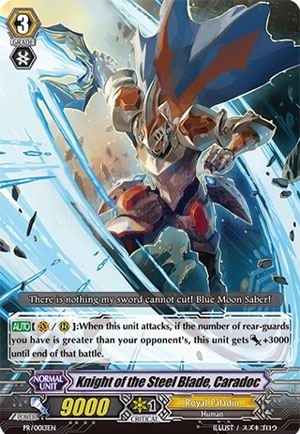 3
GRADE
There is nothing my sword cannot cut! Blue Moon Saber!
AUTO [ / ]:When this unit attacks, if the number of rear-guards
you have is greater than your opponent's, this unit gets +3000
until end of that battle.
NORMAL
UNIT
Knight of the Steel Blade, Caradoc
POWER
9000
1
CRITICAL
Royal Paladin
Human
PR/0013EN
ILLUST / スズキゴロウ